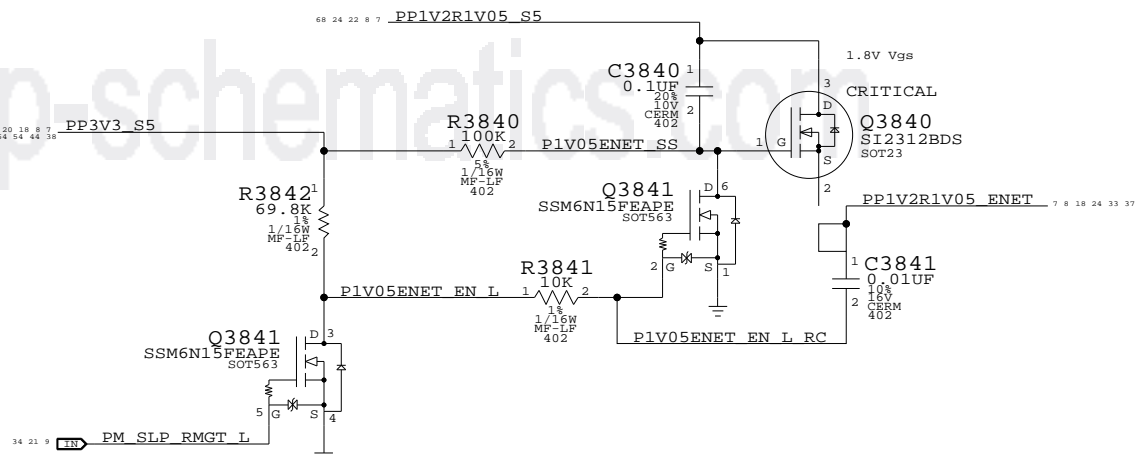 68 24 22 8 7 PP1V2R1V05_S5
1.8V Vgs
C3840
0.1UF
20%
10V
CERM
402
1
2
3
D
CRITICAL
Q3840
SI2312BDS
SOT23
1 G
S
2
p-schematics.com
20 18 8 7
54 54 44 38
PP3V3_S5
R3840
100K
1 2
5%
1/16W
MF-LF
402
P1V05ENET_SS
R3842
69.8K
1%
1/16W
MF-LF
402
1
2
Q3841
SSM6N15FEAPE
SOT563
D 6
2 G S 1
PP1V2R1V05_ENET 7 8 18 24 33 37
C3841
0.01UF
10%
16V
CERM
402
1
2
P1V05ENET_EN_L
R3841
10K
1 2
1%
1/16W
MF-LF
402
P1V05ENET_EN_L_RC
Q3841
SSM6N15FEAPE
SOT563
D 3
5 G S 4
34 21 9 IN PM_SLP_RMGT_L